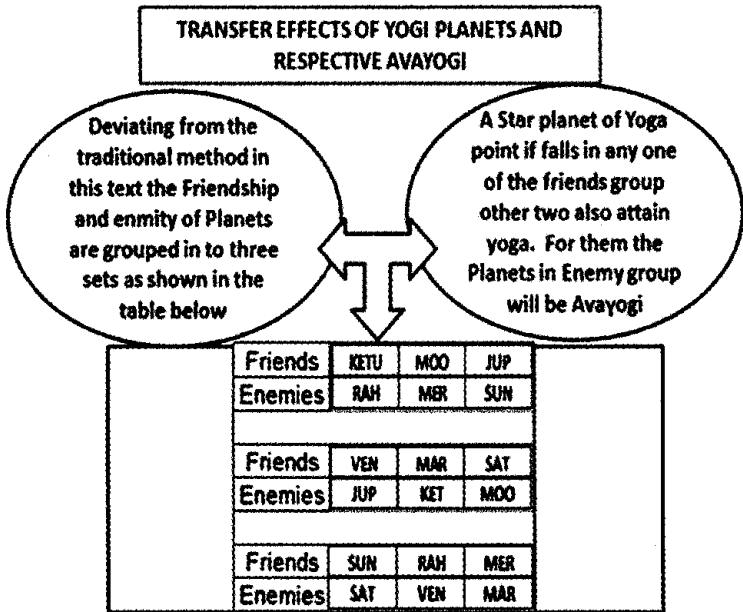 TRANSFER EFFECTS OF YOGI PLANETS AND
RESPECTIVE AVAYOGI
Deviating from the
traditional method in
this text the Friendship
and enmity of Planets
are grouped in to three
sets as shown in the
table below
A Star planet of Yoga
point if falls in any one
of the friends group
other two also attain
yoga. For them the
Planets in Enemy group
will be Avayogi
Friends KETU MOO JUP
Enemies RAH MER SUN
Friends VEN MAR SAT
Enemies JUP KET MOO
Friends SUN RAH MER
Enemies SAT VEN MAR